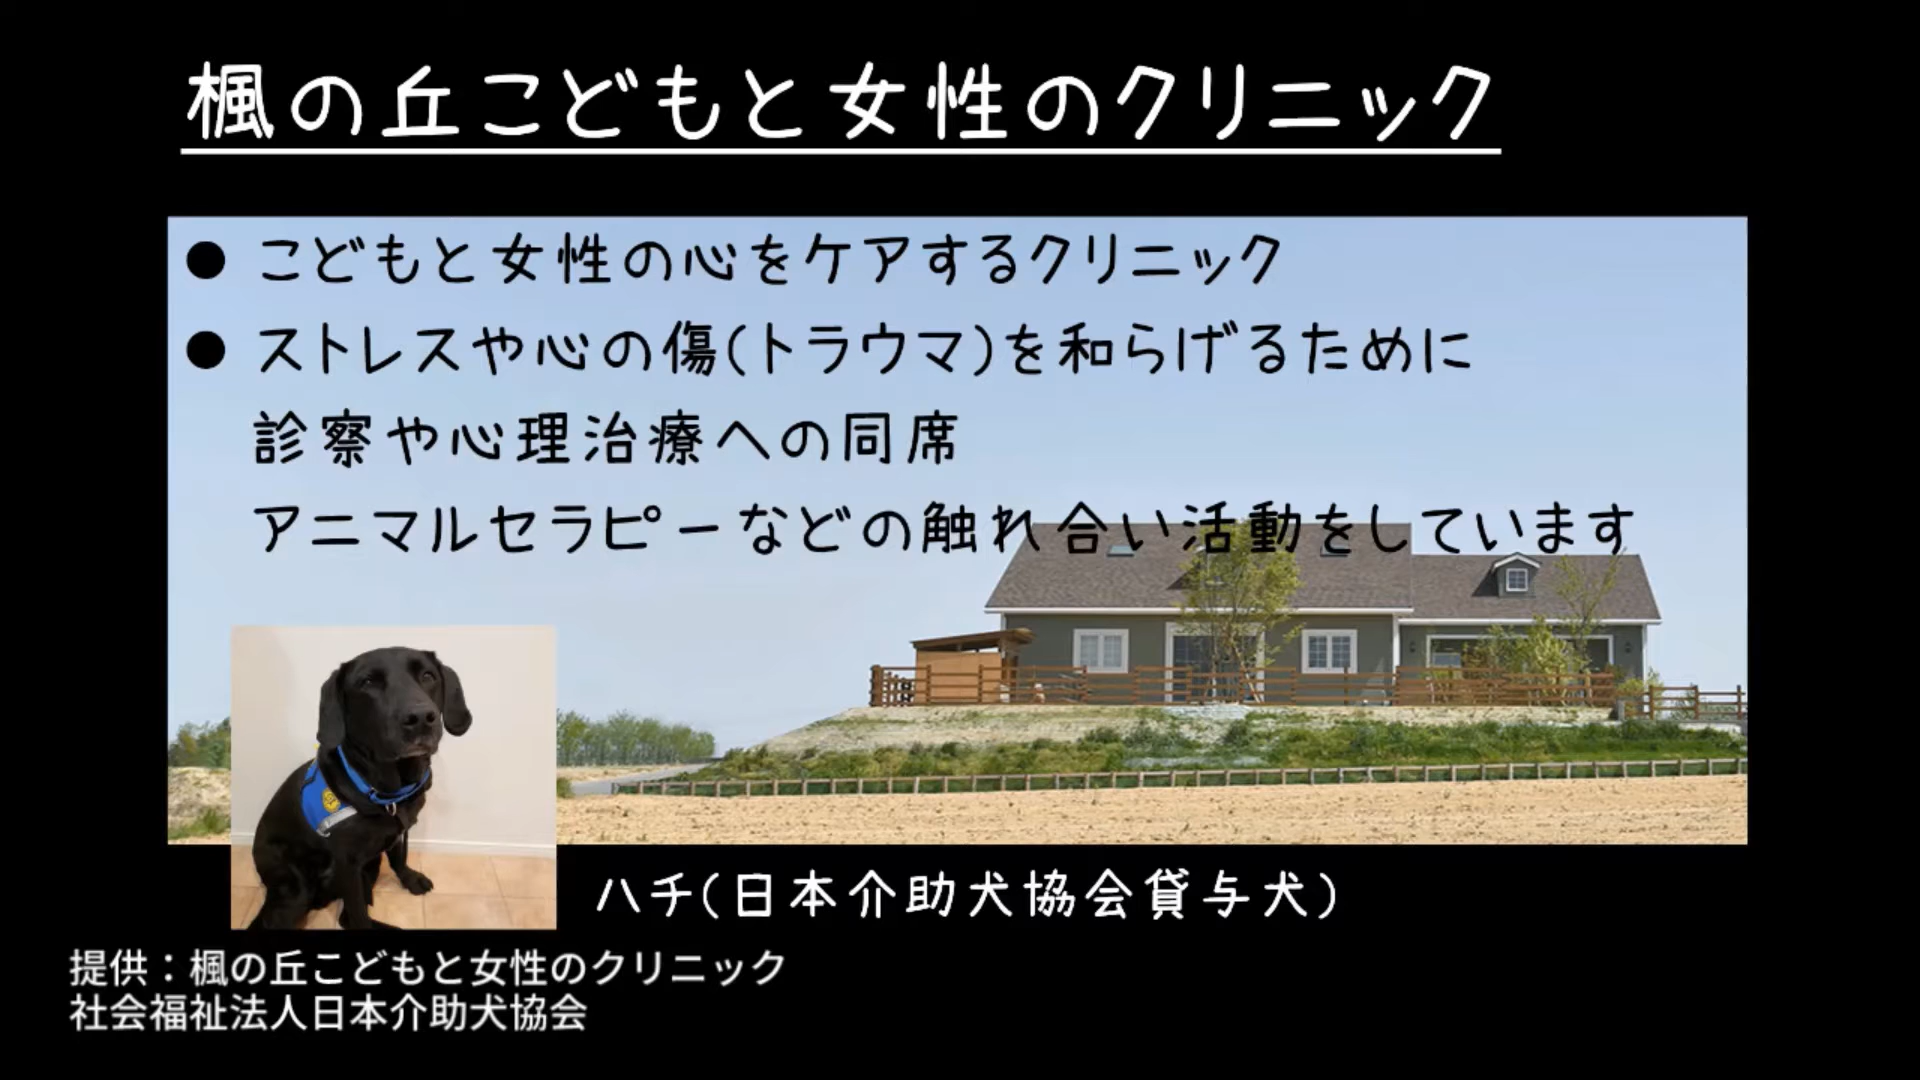 楓の丘こどもと女性のクリニック
● こどもと女性の心をケアするクリニック
● ストレスや心の傷(トラウマ)を和らげるために
診察や心理治療への同席
アニマルセラピーなどの触れ合い活動をしています
ハチ(日本介助犬協会貸与犬)
提供：楓の丘こどもと女性のクリニック
社会福祉法人日本介助犬協会